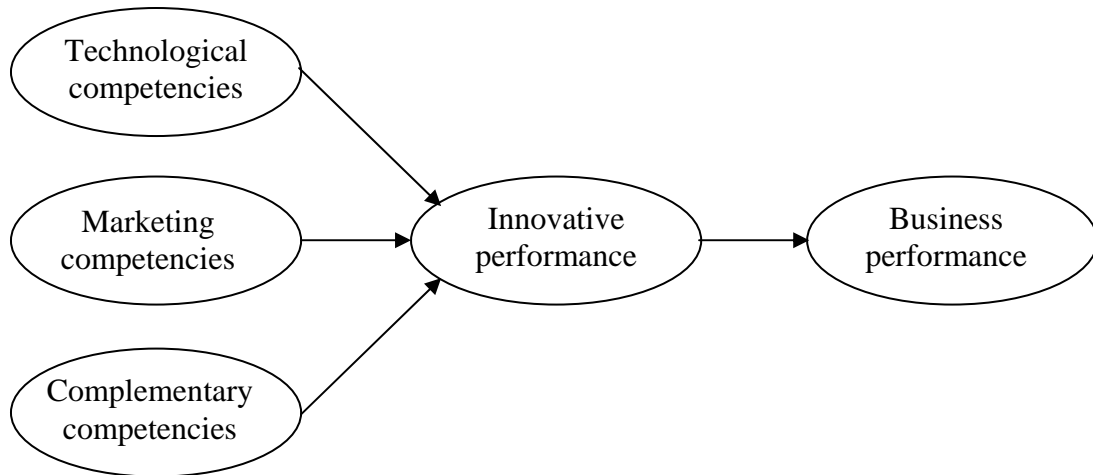 Technological
competencies
Marketing
competencies
Complementary
competencies
Innovative
performance
Business
performance